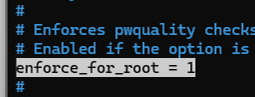 #
# Enforces pwquality checks
# Enabled if the option is
enforce_for_root = 1
#